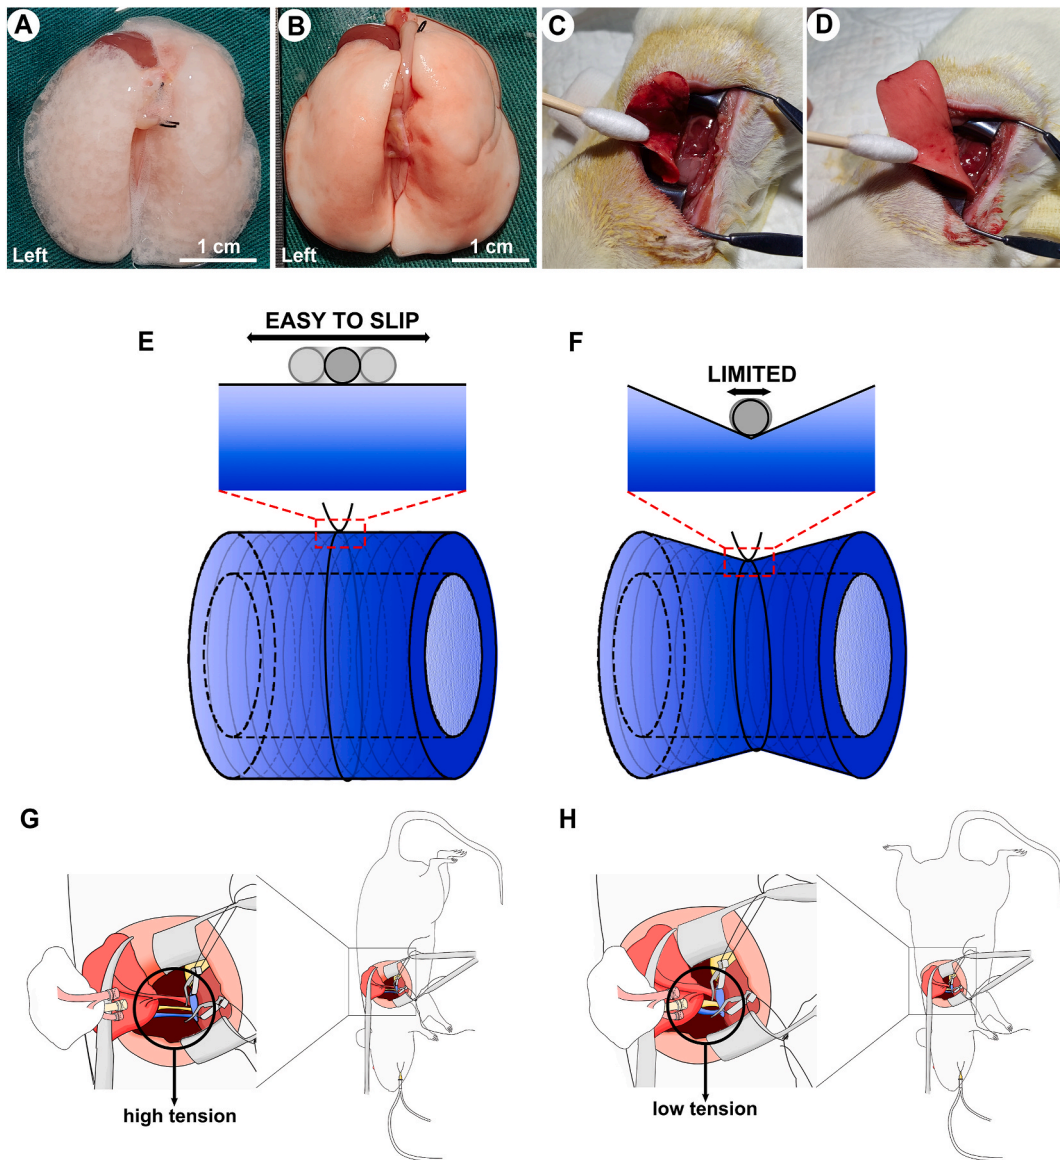 A
B
C
D
Left
1 cm
Left
1 cm
E
EASY TO SLIP
F
LIMITED
G
H
high tension
low tension